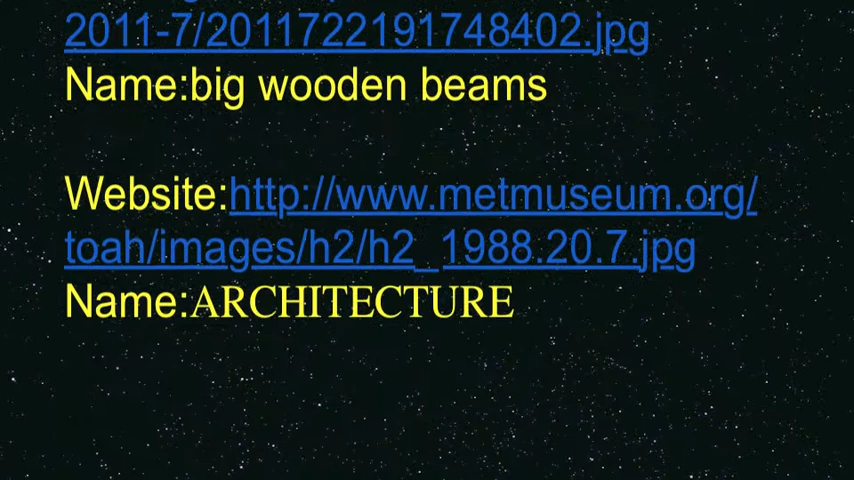 2011-7/2011722191748402.jpg
Name:big wooden beams
Website:http://www.metmuseum.org/
toah/images/h2/h2_1988.20.7.jpg
Name:ARCHITECTURE